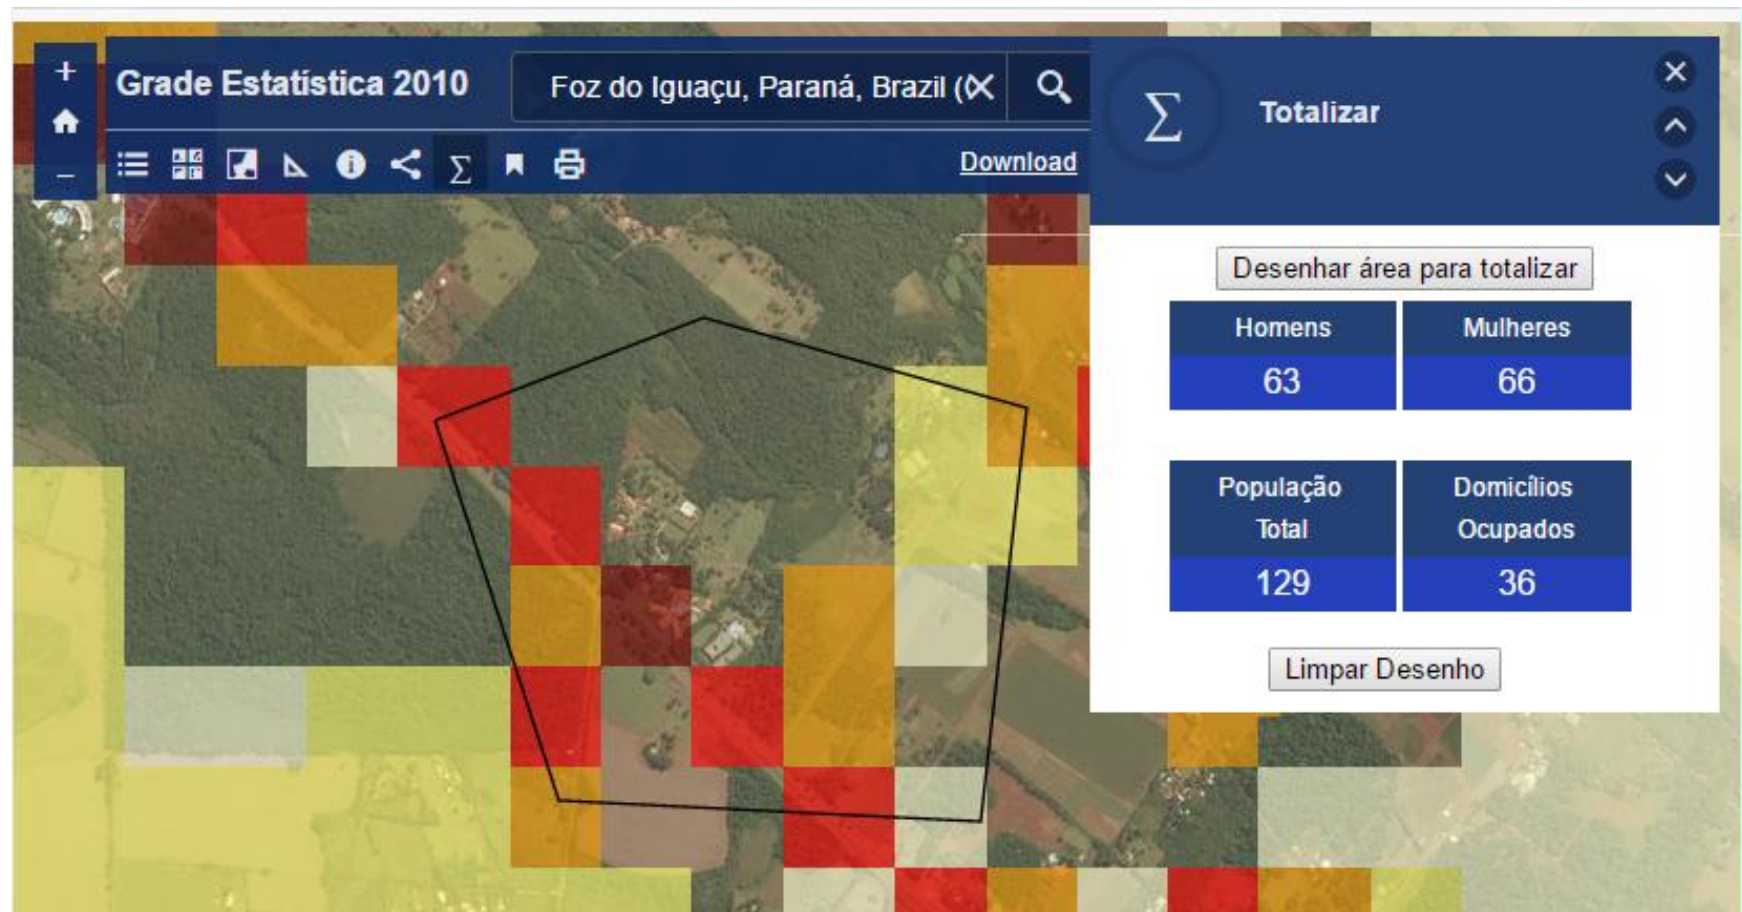 Grade Estatística 2010
Foz do Iguaçu, Paraná, Brazil (
Download
Σ
Totalizar
Desenhar área para totalizar
Homens Mulheres
63 66
População Total Domicílios Ocupados
129 36
Limpar Desenho